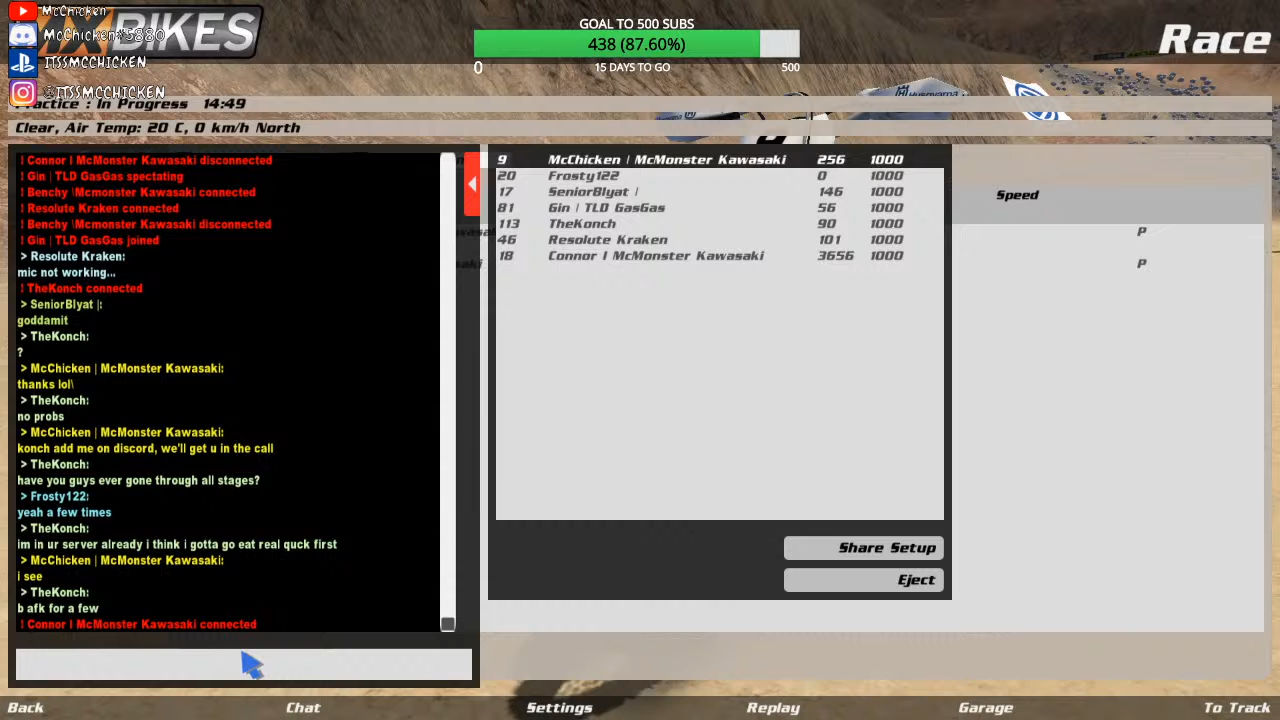 McChicken
McChicken#5880
ITSSMCCHICKEN
@ITSSMCCHICKEN
BIKES
GOAL TO 500 SUBS
438 (87.60%)
0
15 DAYS TO GO
500
Race
Practice : In Progress 14:49
Clear, Air Temp: 20 C, 0 km/h North
! Connor | McMonster Kawasaki disconnected
! Gin | TLD GasGas spectating
! Benchy \Mcmonster Kawasaki connected
! Resolute Kraken connected
! Benchy \Mcmonster Kawasaki disconnected
! Gin | TLD GasGas joined
> Resolute Kraken:
mic not working...
! TheKonch connected
> SeniorBlyat |:
goddamit
> TheKonch:
?
> McChicken | McMonster Kawasaki:
thanks lol\
> TheKonch:
no probs
> McChicken | McMonster Kawasaki:
konch add me on discord, we'll get u in the call
> TheKonch:
have you guys ever gone through all stages?
> Frosty122:
yeah a few times
> TheKonch:
im in ur server already i think i gotta go eat real quck first
> McChicken | McMonster Kawasaki:
i see
> TheKonch:
b afk for a few
! Connor | McMonster Kawasaki connected
9 McChicken | McMonster Kawasaki 256 1000
20 Frosty122 0 1000
17 SeniorBlyat | 146 1000
81 Gin | TLD GasGas 56 1000
113 TheKonch 90 1000
46 Resolute Kraken 101 1000
18 Connor | McMonster Kawasaki 3656 1000
Speed
P
P
Share Setup
Eject
Back
Chat
Settings
Replay
Garage
To Track